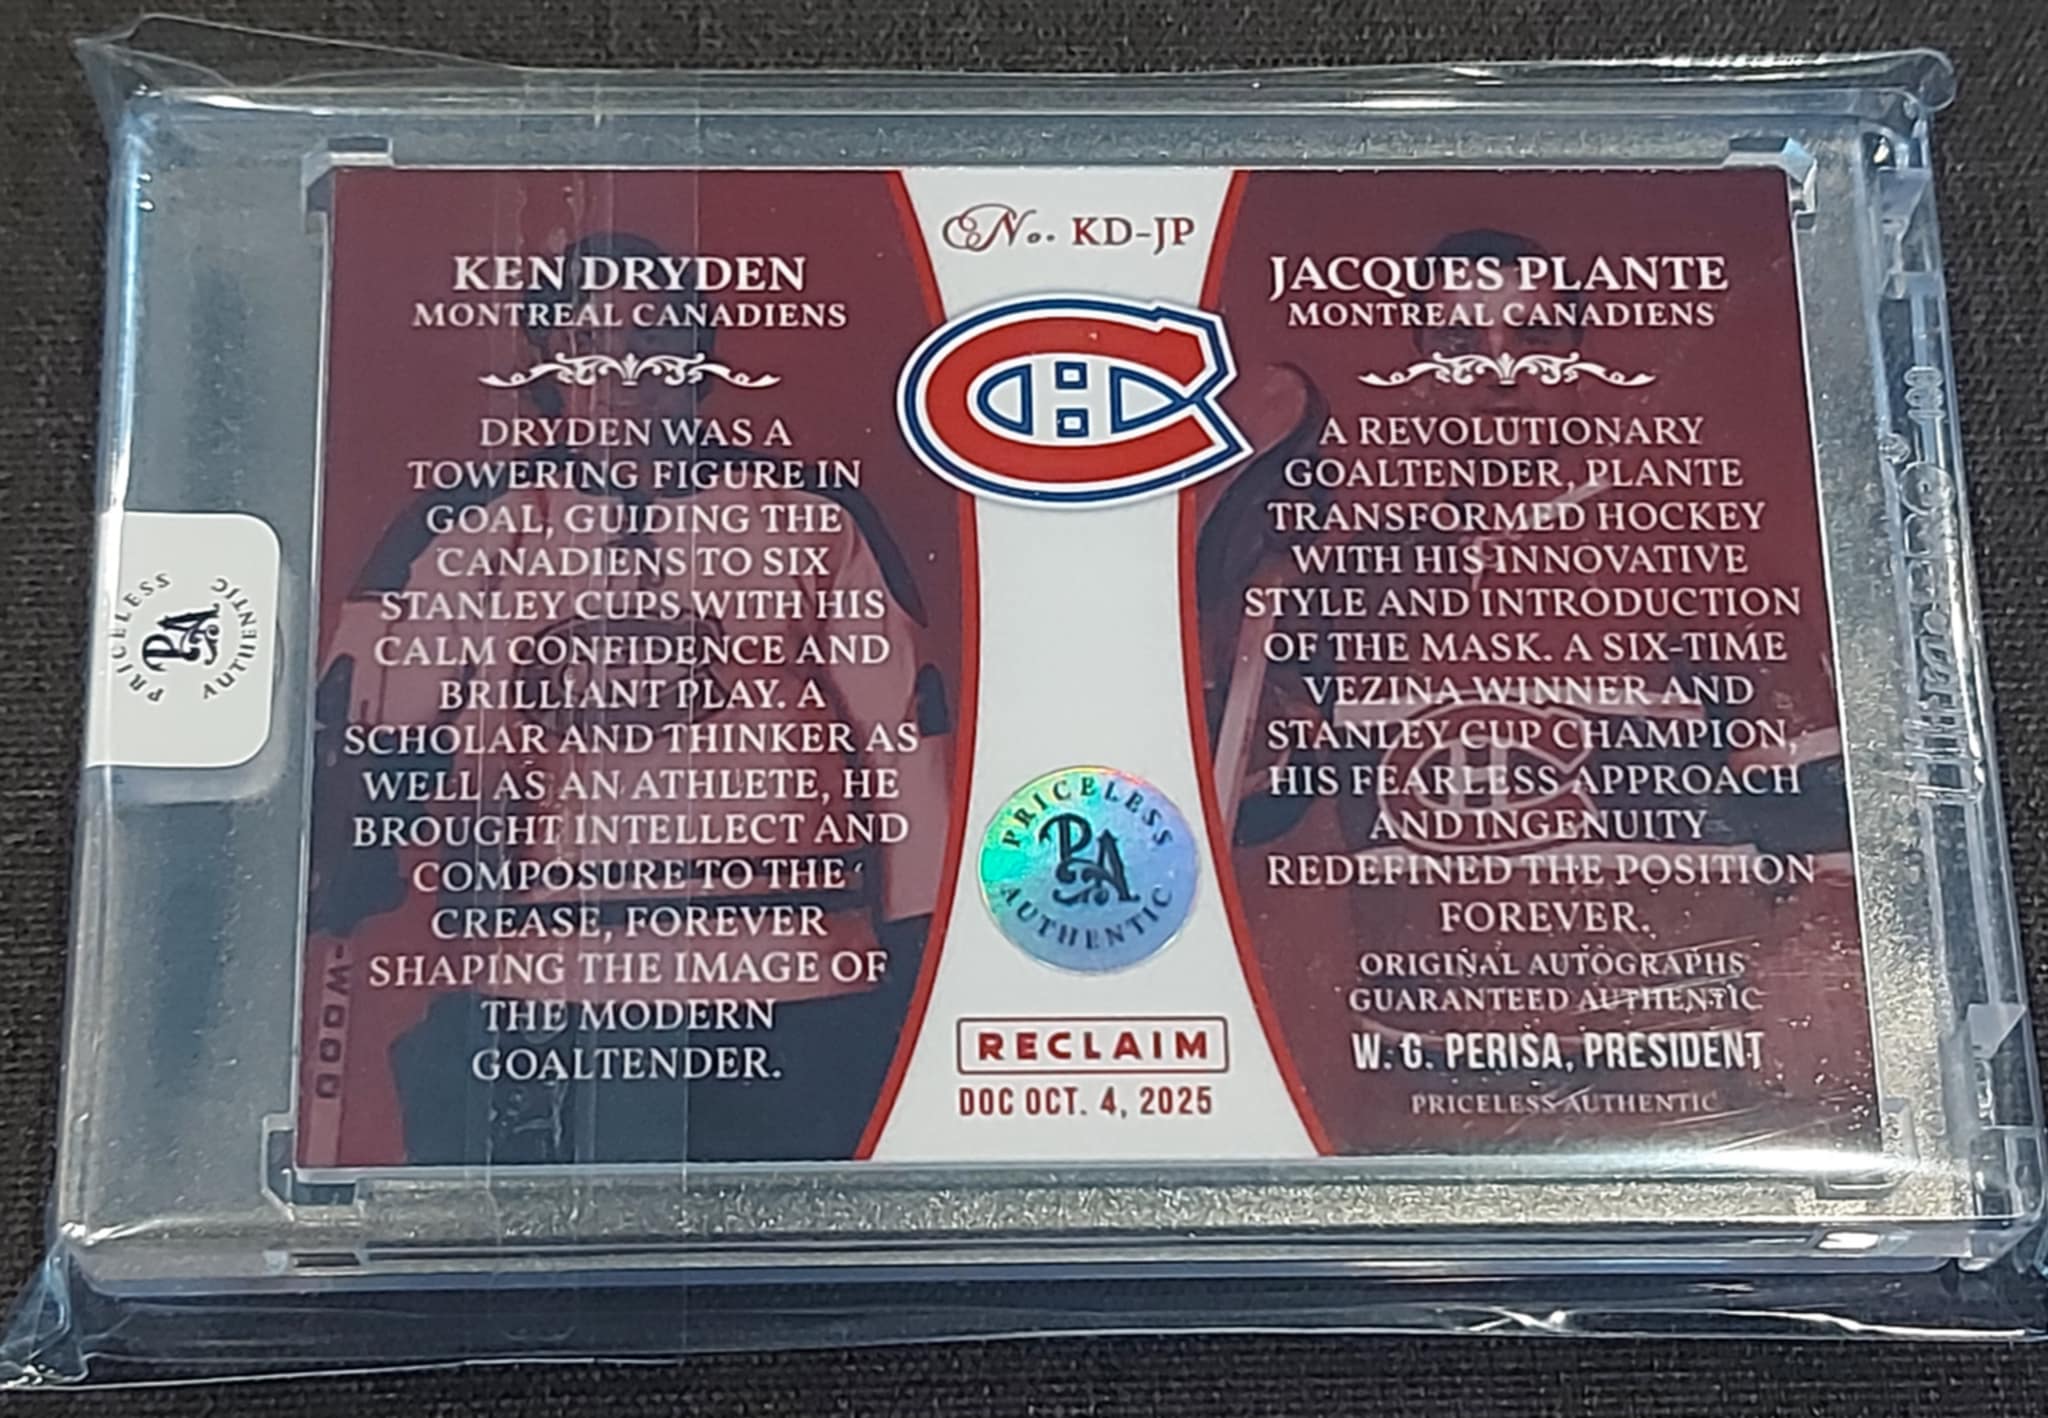 No. KD-JP
KEN DRYDEN
MONTREAL CANADIENS
DRYDEN WAS A
TOWERING FIGURE IN
GOAL, GUIDING THE
CANADIENS TO SIX
STANLEY CUPS WITH HIS
CALM CONFIDENCE AND
BRILLIANT PLAY. A
SCHOLAR AND THINKER AS
WELL AS AN ATHLETE, HE
BROUGHT INTELLECT AND
COMPOSURE TO THE
CREASE, FOREVER
SHAPING THE IMAGE OF
THE MODERN
GOALTENDER.
JACQUES PLANTE
MONTREAL CANADIENS
A REVOLUTIONARY
GOALTENDER, PLANTE
TRANSFORMED HOCKEY
WITH HIS INNOVATIVE
STYLE AND INTRODUCTION
OF THE MASK. A SIX-TIME
VEZINA WINNER AND
STANLEY CUP CHAMPION,
HIS FEARLESS APPROACH
AND INGENUITY
REDEFINED THE POSITION
FOREVER.
ORIGINAL AUTOGRAPHS
GUARANTEED AUTHENTIC
W. G. PERISA, PRESIDENT
PRICELESS AUTHENTIC
CH
PRICELESS
PA
AUTHENTIC
RECLAIM
DOC OCT. 4, 2025
PRICELESS
PA
AUTHENTIC